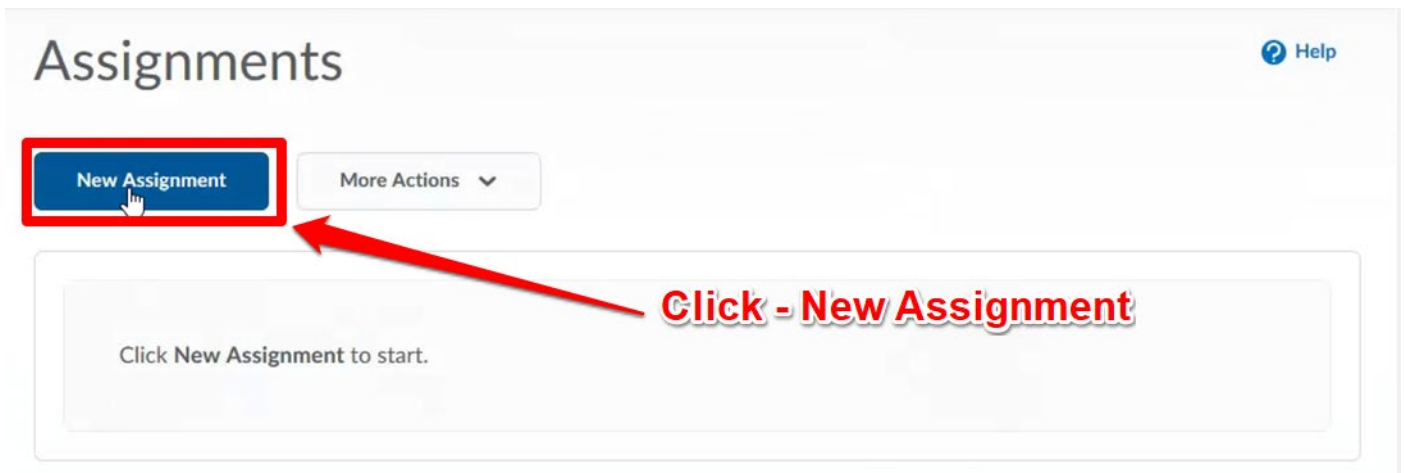 Assignments
Help
New Assignment
More Actions
Click - New Assignment
Click New Assignment to start.